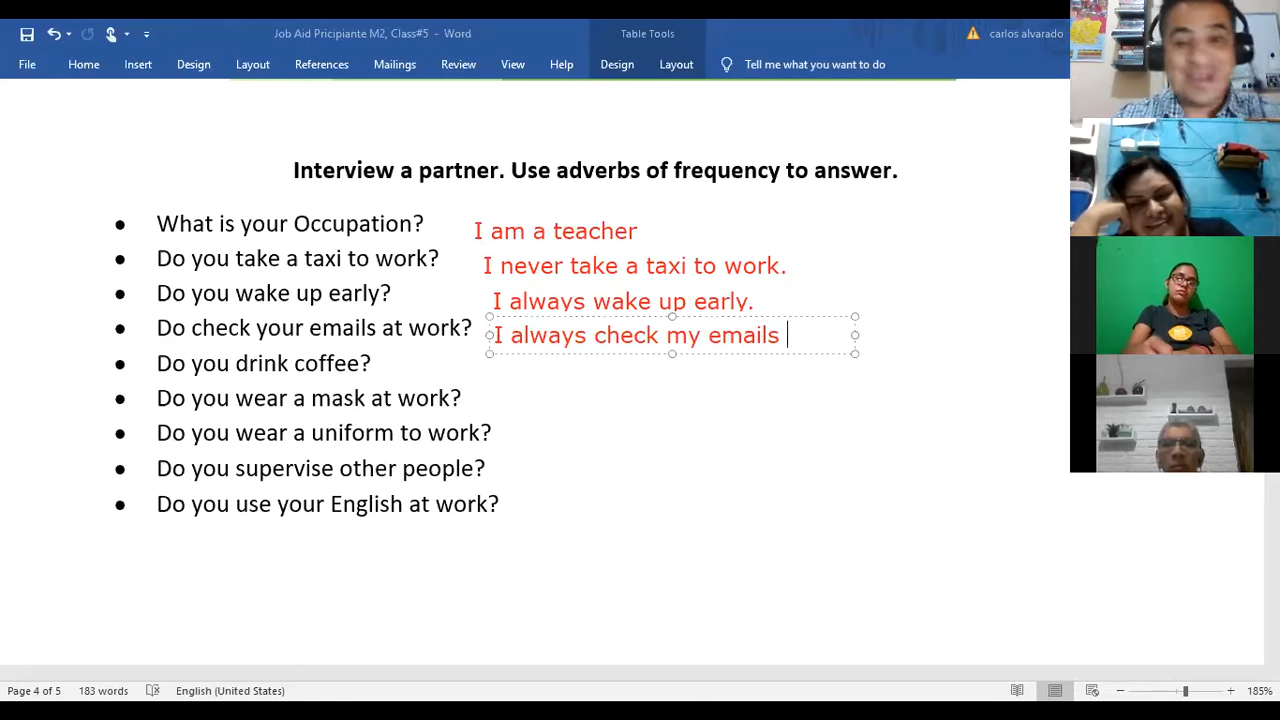 Job Aid Pricipiante M2, Class#5 - Word
Table Tools
carlos alvarado
File Home Insert Design Layout References Mailings Review View Help Design Layout Tell me what you want to do
Interview a partner. Use adverbs of frequency to answer.
• What is your Occupation? I am a teacher
• Do you take a taxi to work? I never take a taxi to work.
• Do you wake up early? I always wake up early.
• Do check your emails at work? I always check my emails
• Do you drink coffee?
• Do you wear a mask at work?
• Do you wear a uniform to work?
• Do you supervise other people?
• Do you use your English at work?
Page 4 of 5 183 words English (United States) 185%